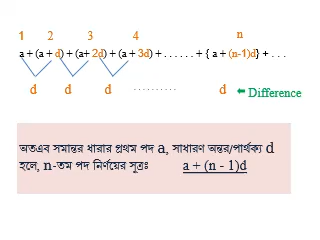 1 2 3 4 n
a + (a + d) + (a+ 2d) + (a + 3d) + . . . . . . + { a + (n-1)d} + . . .
d d d .......... d Difference
অতএব সমান্তর ধারার প্রথম পদ a, সাধারণ অন্তর/পার্থক্য d
হলে, n-তম পদ নির্ণয়ের সূত্রঃ a + (n - 1)d